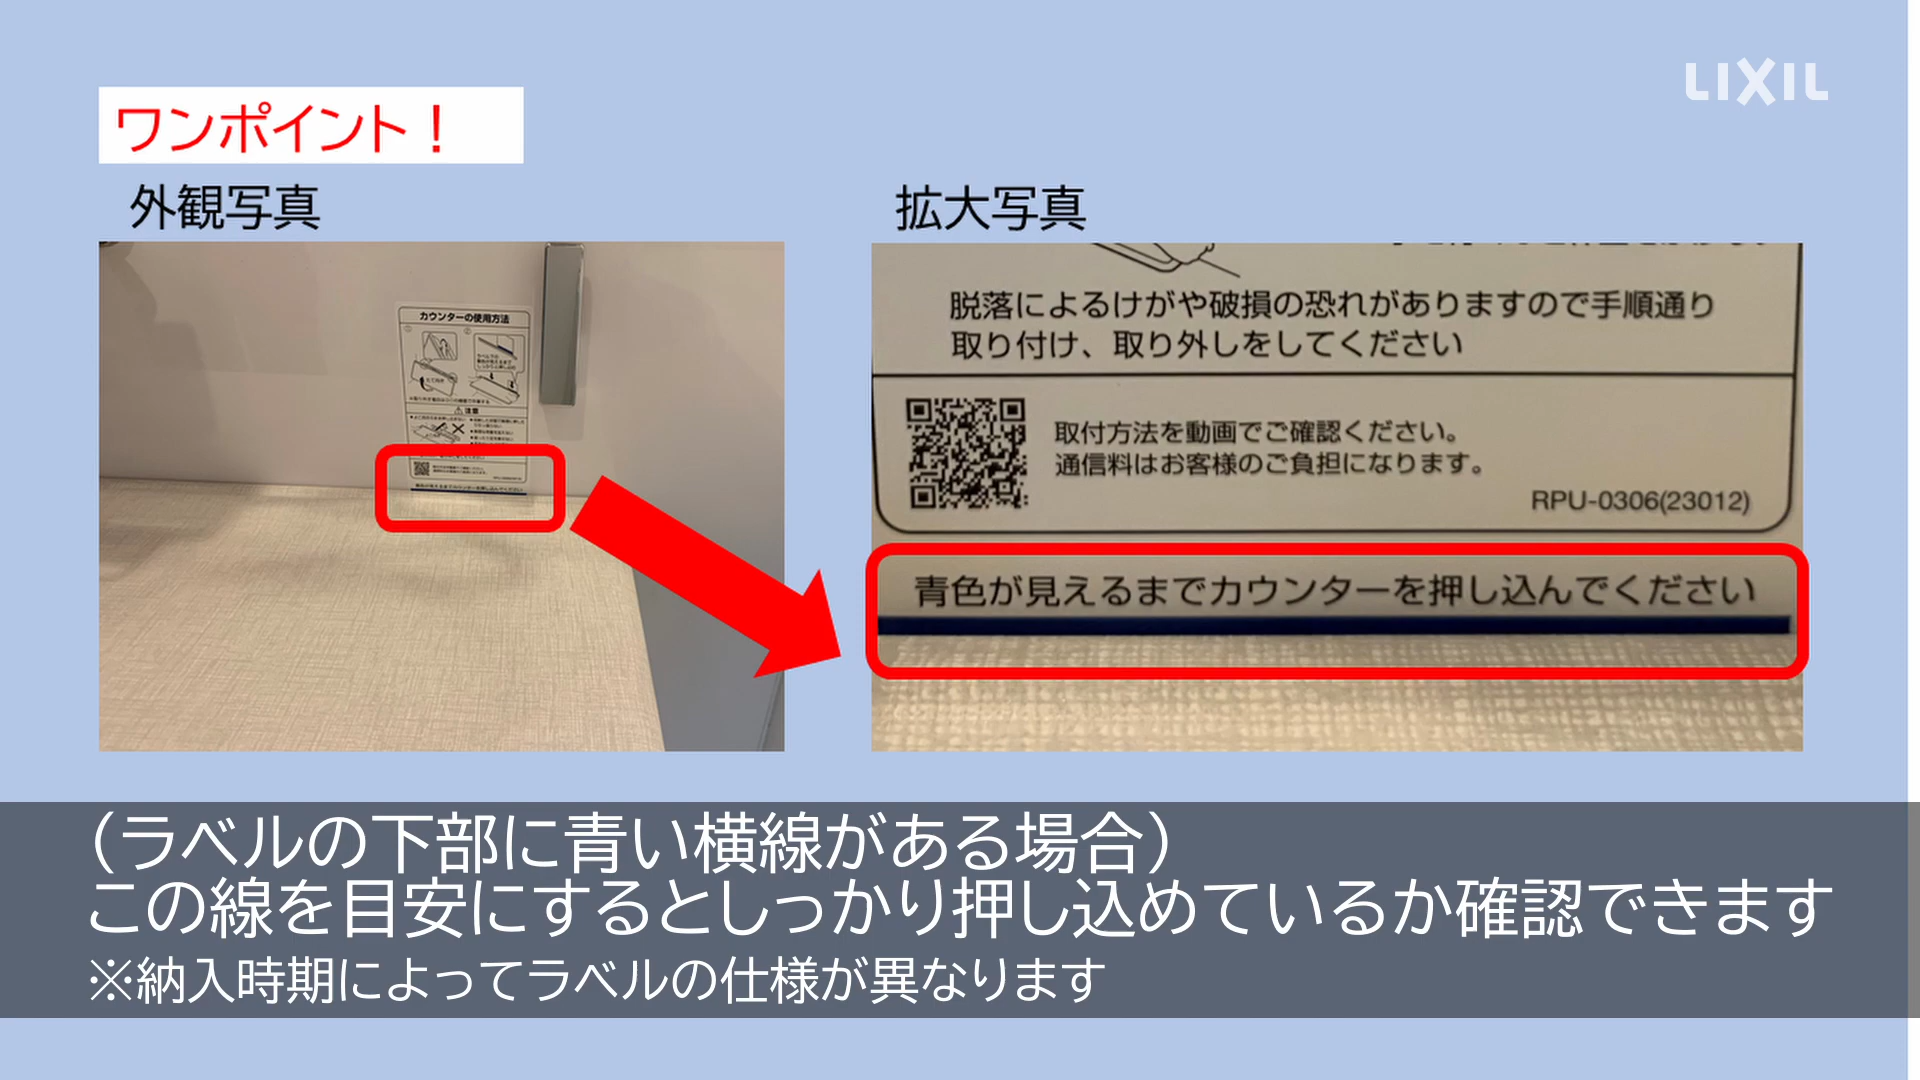 LIXIL
ワンポイント！
外観写真
拡大写真
カウンターの使用方法
注意
脱落によるけがや破損の恐れがありますので手順通り
取り付け、取り外しをしてください
取付方法を動画でご確認ください。
通信料はお客様のご負担になります。
RPU-0306(23012)
青色が見えるまでカウンターを押し込んでください
（ラベルの下部に青い横線がある場合）
この線を目安にするとしっかり押し込めているか確認できます
※納入時期によってラベルの仕様が異なります